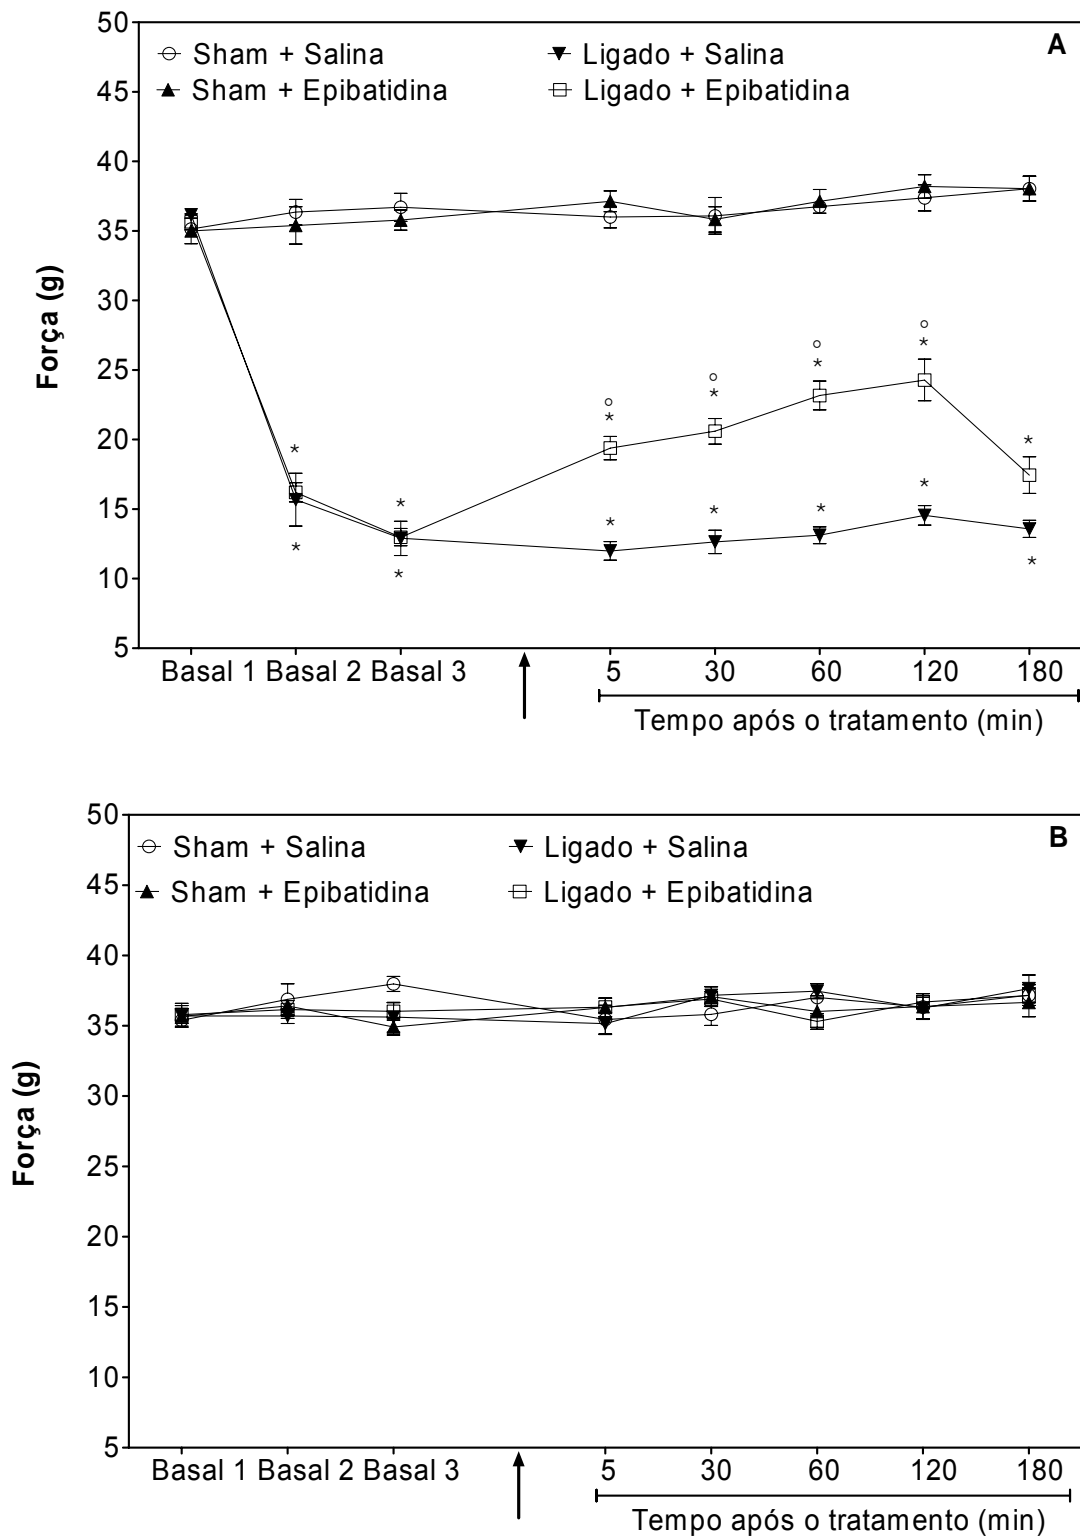 50
A
Sham + Salina
Ligado + Salina
Sham + Epibatidina
Ligado + Epibatidina
45
40
35
30
25
20
15
10
5
Força (g)
° ° ° °
* * * * *
* *
* * * * *
* *
Basal 1 Basal 2 Basal 3 5 30 60 120 180
Tempo após o tratamento (min)
50
B
Sham + Salina
Ligado + Salina
Sham + Epibatidina
Ligado + Epibatidina
45
40
35
30
25
20
15
10
5
Força (g)
Basal 1 Basal 2 Basal 3 5 30 60 120 180
Tempo após o tratamento (min)